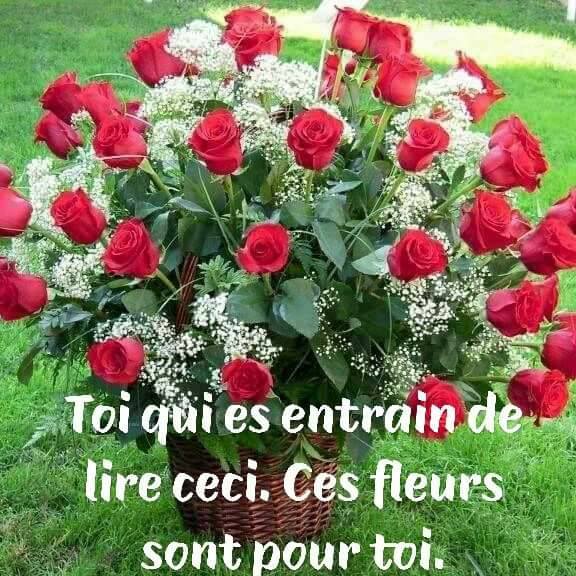 Toi qui es entrain de
lire ceci. Ces fleurs
sont pour toi.